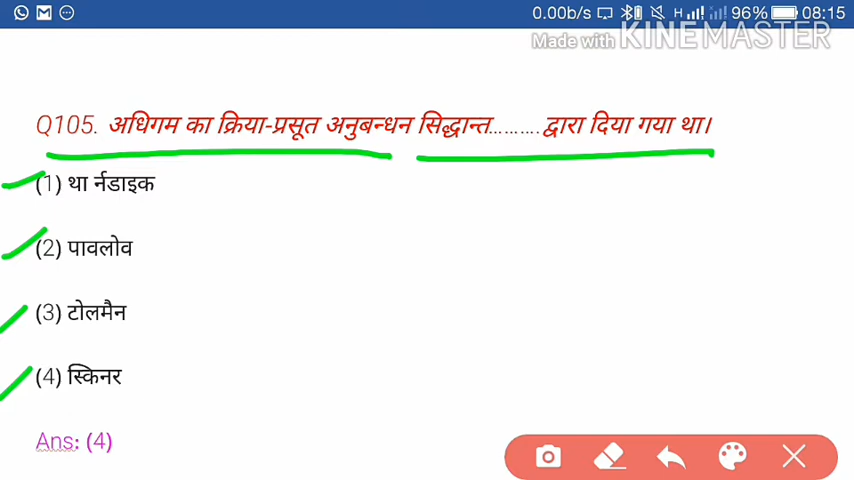 0.00b/s H 96% 08:15
Made with KINEMASTER
Q105. अधिगम का क्रिया-प्रसूत अनुबन्धन सिद्धान्त.......... द्वारा दिया गया था।
(1) था र्नडाइक
(2) पावलोव
(3) टोलमैन
(4) स्किनर
Ans: (4)